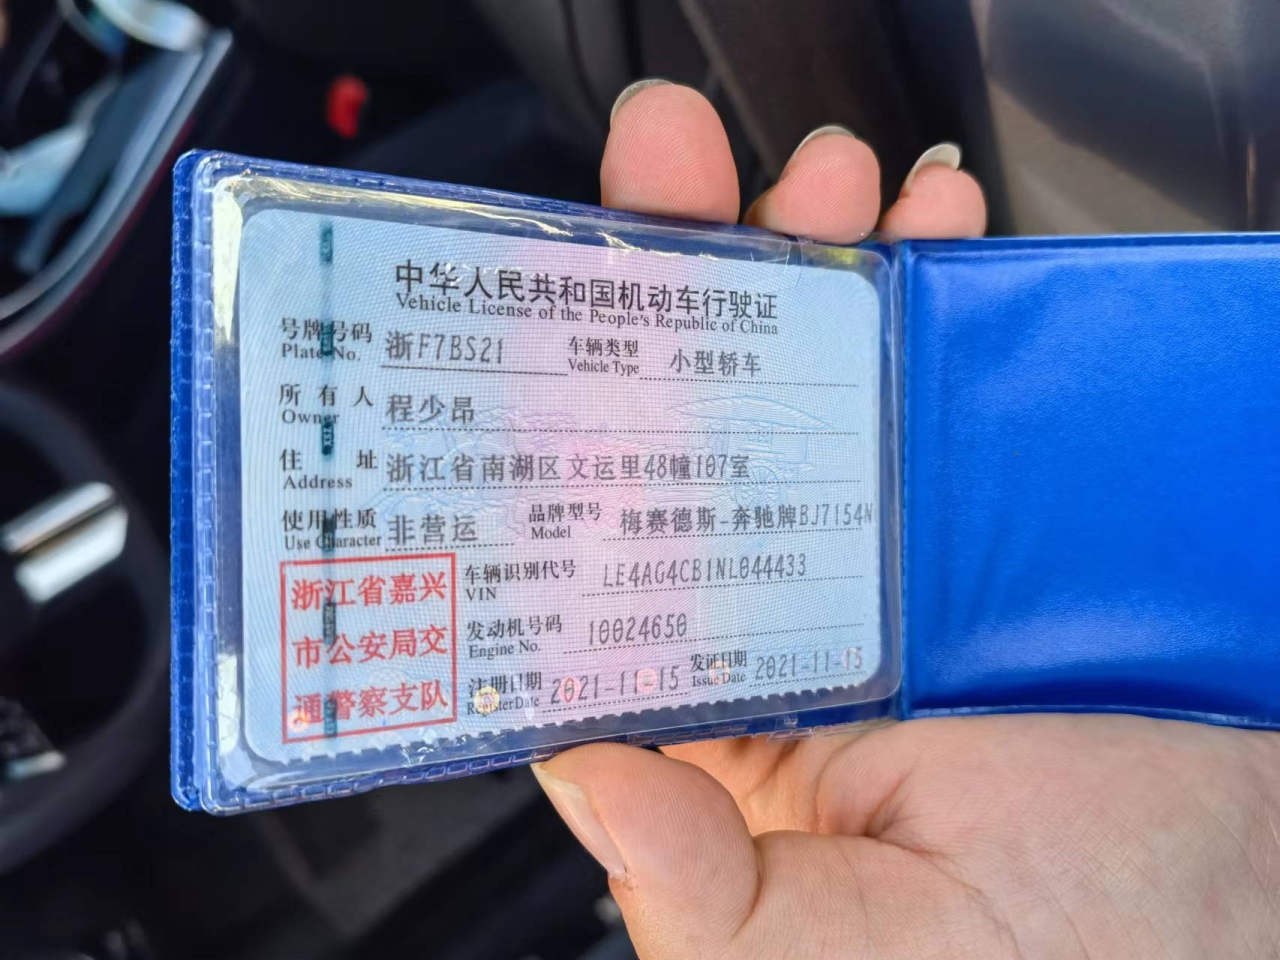 中华人民共和国机动车行驶证
Vehicle License of the People's Republic of China
号牌号码 浙F7BS21 车辆类型 小型轿车
Plate No. Vehicle Type
所有人 程少昂
Owner
住址 浙江省南湖区文运里48幢107室
Address
使用性质 非营运 品牌型号 梅赛德斯-奔驰牌BJ7154N
Use Character Model
浙江省嘉兴
市公安局交
通警察支队
车辆识别代号 LE4AG4CB1NL044433
VIN
发动机号码 10024650
Engine No.
注册日期 2021-11-15 发证日期 2021-11-15
Register Date Issue Date